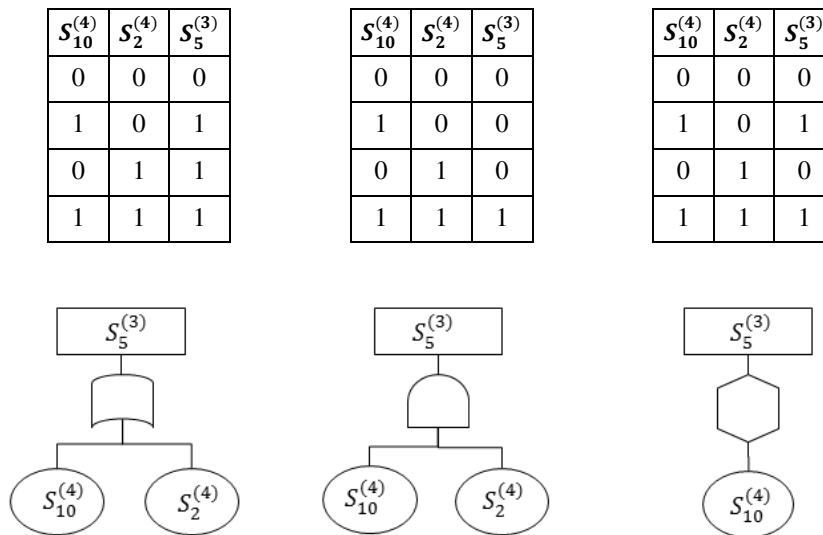 S_{10}^{(4)} S_2^{(4)} S_5^{(3)}
0 0 0
1 0 1
0 1 1
1 1 1
S_{10}^{(4)} S_2^{(4)} S_5^{(3)}
0 0 0
1 0 0
0 1 0
1 1 1
S_{10}^{(4)} S_2^{(4)} S_5^{(3)}
0 0 0
1 0 1
0 1 0
1 1 1
S_5^{(3)}
S_{10}^{(4)} S_2^{(4)}
S_5^{(3)}
S_{10}^{(4)} S_2^{(4)}
S_5^{(3)}
S_{10}^{(4)}